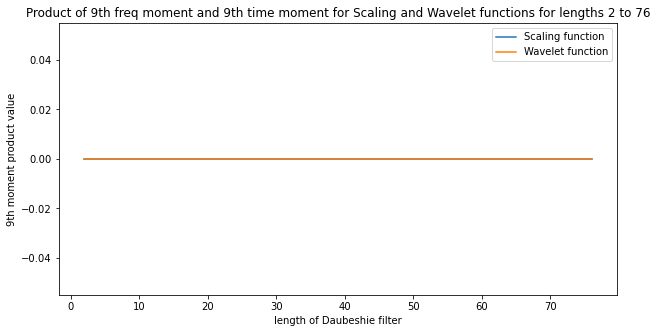 Product of 9th freq moment and 9th time moment for Scaling and Wavelet functions for lengths 2 to 76
Scaling function
Wavelet function
0.04
0.02
0.00
−0.02
−0.04
9th moment product value
0 10 20 30 40 50 60 70
length of Daubeshie filter